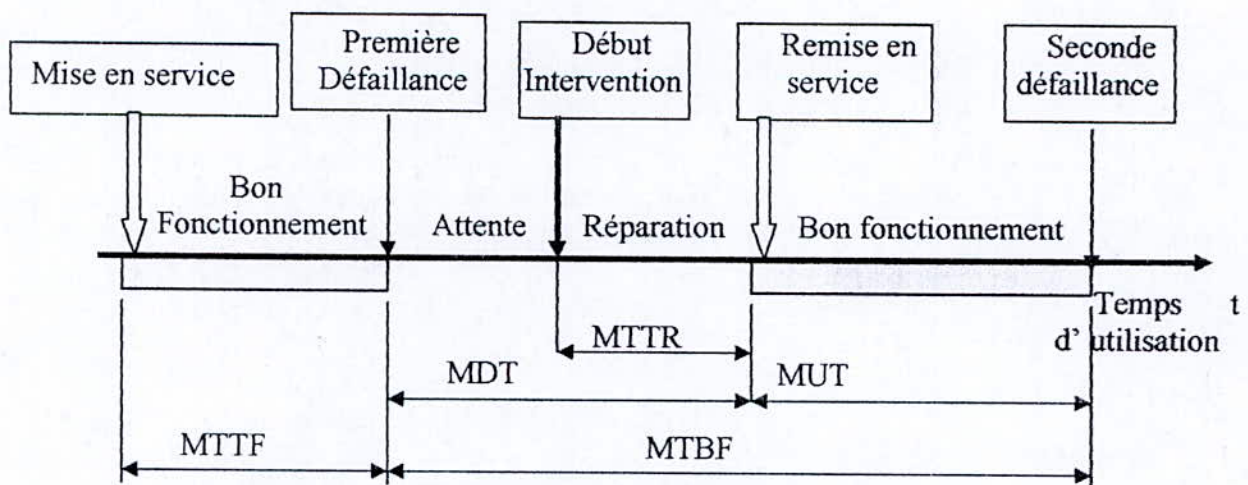 Mise en service
Première
Défaillance
Début
Intervention
Remise en
service
Seconde
défaillance
Bon
Fonctionnement
Attente
Réparation
Bon fonctionnement
Temps t
d' utilisation
MTTR
MDT
MUT
MTTF
MTBF